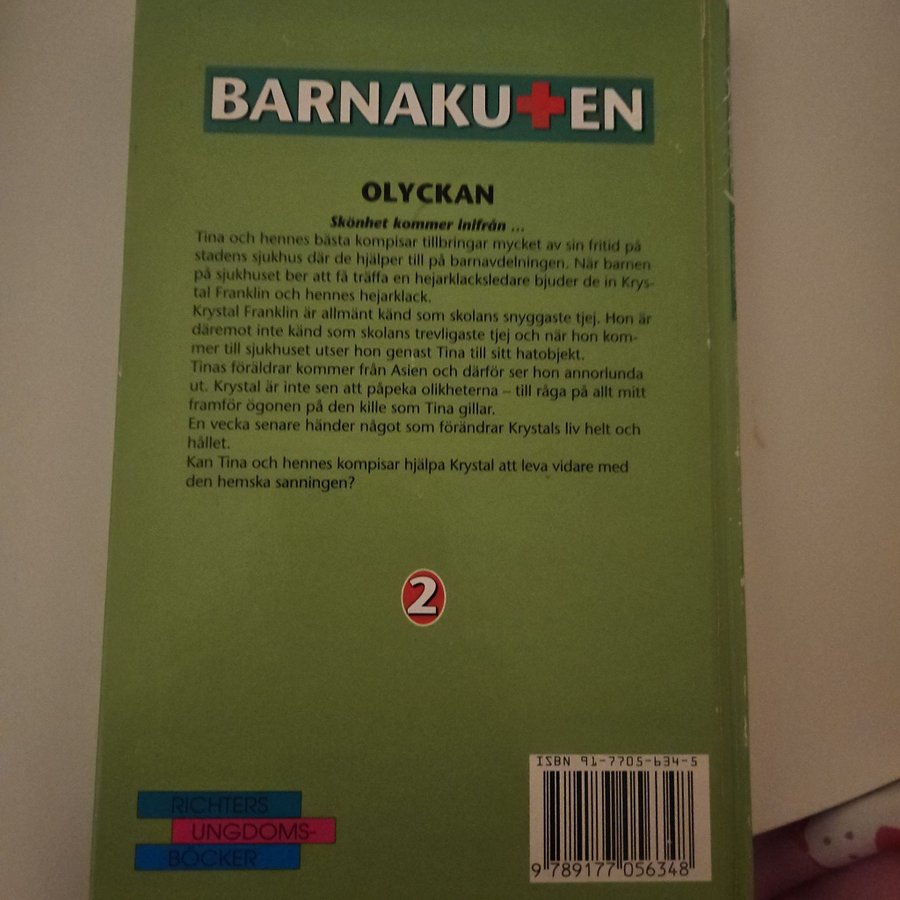 BARNAKUTEN
OLYCKAN
Skönhet kommer inifrån ...
Tina och hennes bästa kompisar tillbringar mycket av sin fritid på
stadens sjukhus där de hjälper till på barnavdelningen. När barnen
på sjukhuset ber att få träffa en hejarklacksledare bjuder de in Krys-
tal Franklin och hennes hejarklack.
Krystal Franklin är allmänt känd som skolans snyggaste tjej. Hon är
däremot inte känd som skolans trevligaste tjej och när hon kom-
mer till sjukhuset utser hon genast Tina till sitt hatobjekt.
Tinas föräldrar kommer från Asien och därför ser hon annorlunda
ut. Krystal är inte sen att påpeka olikheterna – till råga på allt mitt
framför ögonen på den kille som Tina gillar.
En vecka senare händer något som förändrar Krystals liv helt och
hållet.
Kan Tina och hennes kompisar hjälpa Krystal att leva vidare med
den hemska sanningen?
2
ISBN 91-7705-634-5
RICHTERS
UNGDOMS-
BÖCKER
9 789177 056348